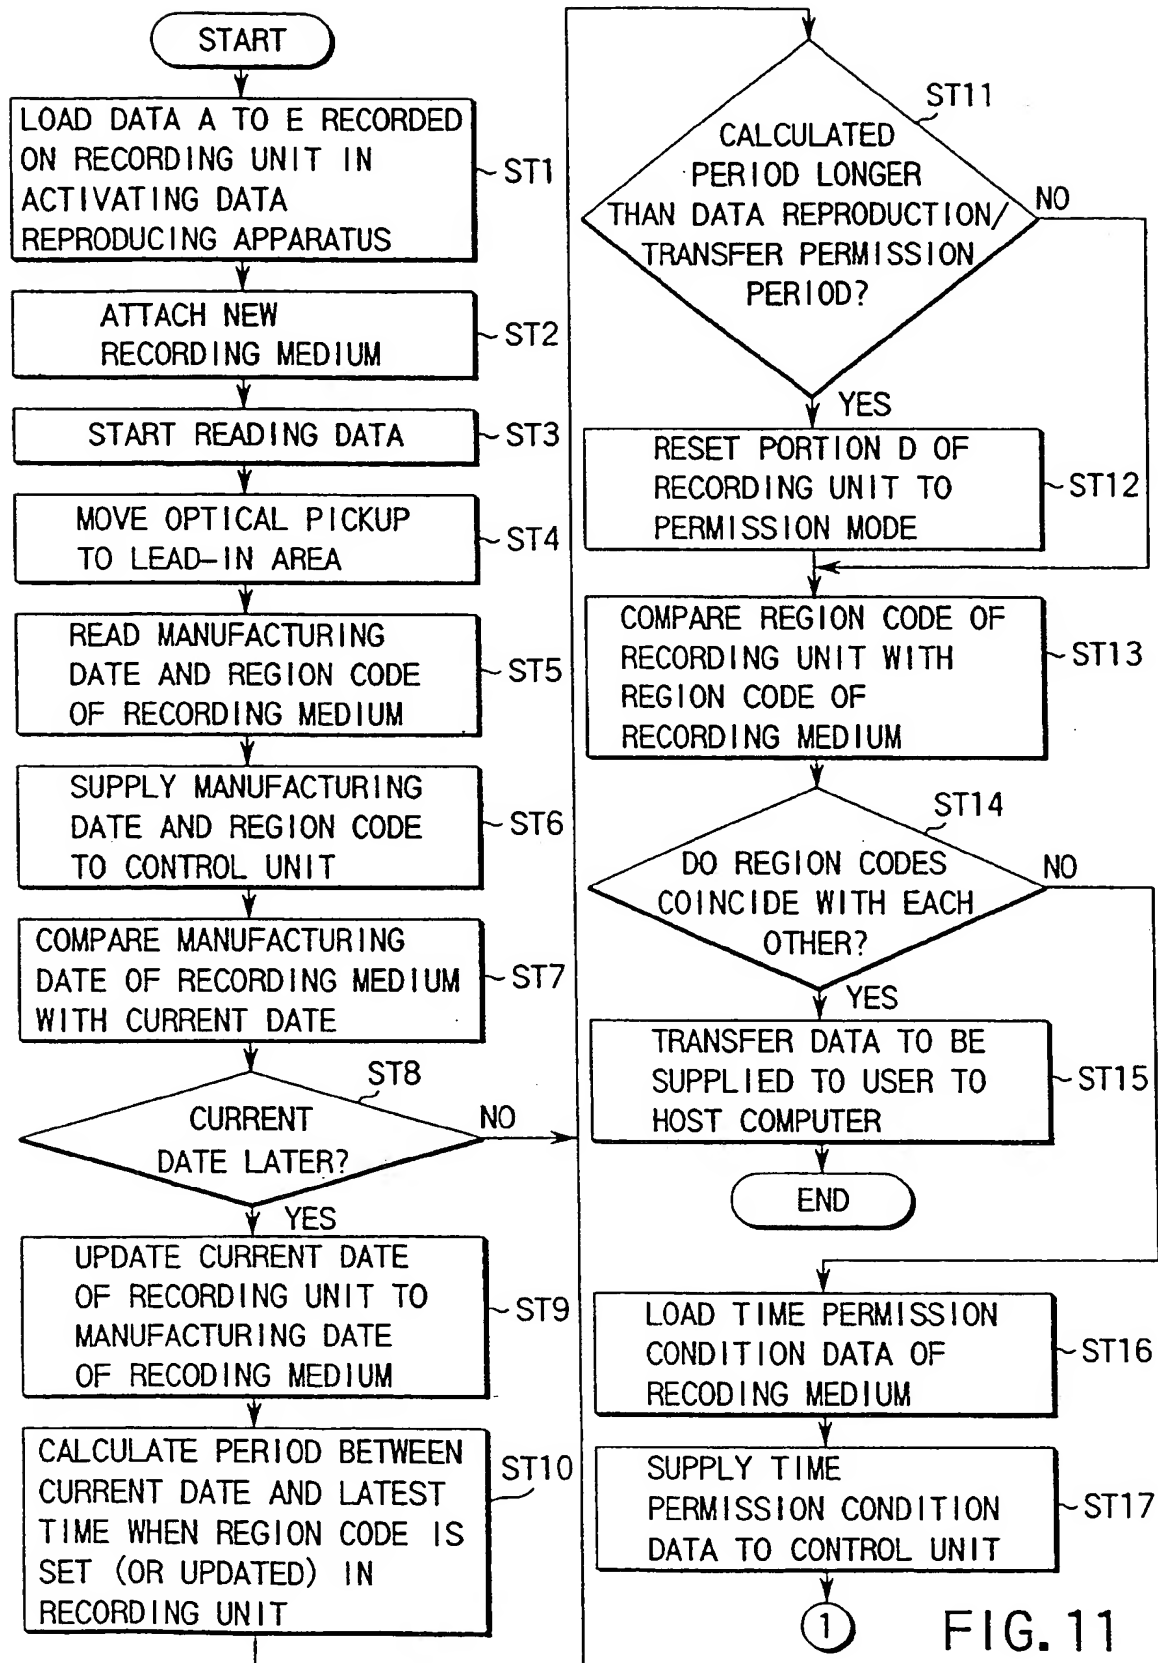 START
LOAD DATA A TO E RECORDED
ON RECORDING UNIT IN
ACTIVATING DATA
REPRODUCING APPARATUS
ST1
ATTACH NEW
RECORDING MEDIUM
ST2
START READING DATA
ST3
MOVE OPTICAL PICKUP
TO LEAD-IN AREA
ST4
READ MANUFACTURING
DATE AND REGION CODE
OF RECORDING MEDIUM
ST5
SUPPLY MANUFACTURING
DATE AND REGION CODE
TO CONTROL UNIT
ST6
COMPARE MANUFACTURING
DATE OF RECORDING MEDIUM
WITH CURRENT DATE
ST7
ST8
CURRENT
DATE LATER?
NO
YES
UPDATE CURRENT DATE
OF RECORDING UNIT TO
MANUFACTURING DATE
OF RECODING MEDIUM
ST9
CALCULATE PERIOD BETWEEN
CURRENT DATE AND LATEST
TIME WHEN REGION CODE IS
SET (OR UPDATED) IN
RECORDING UNIT
ST10
ST11
CALCULATED
PERIOD LONGER
THAN DATA REPRODUCTION/
TRANSFER PERMISSION
PERIOD?
NO
YES
RESET PORTION D OF
RECORDING UNIT TO
PERMISSION MODE
ST12
COMPARE REGION CODE OF
RECORDING UNIT WITH
REGION CODE OF
RECORDING MEDIUM
ST13
ST14
DO REGION CODES
COINCIDE WITH EACH
OTHER?
NO
YES
TRANSFER DATA TO BE
SUPPLIED TO USER TO
HOST COMPUTER
ST15
END
LOAD TIME PERMISSION
CONDITION DATA OF
RECODING MEDIUM
ST16
SUPPLY TIME
PERMISSION CONDITION
DATA TO CONTROL UNIT
ST17
1
FIG. 11